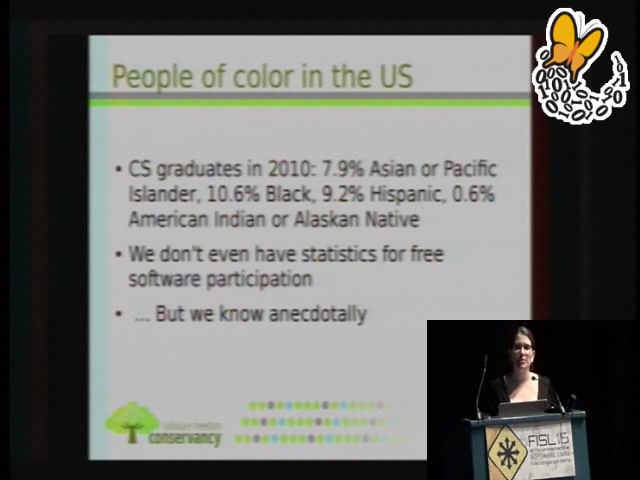 People of color in the US
• CS graduates in 2010: 7.9% Asian or Pacific
Islander, 10.6% Black, 9.2% Hispanic, 0.6%
American Indian or Alaskan Native
• We don't even have statistics for free
software participation
• ... But we know anecdotally
software freedom
conservancy
FISL15
SOFTWARE LIVRE